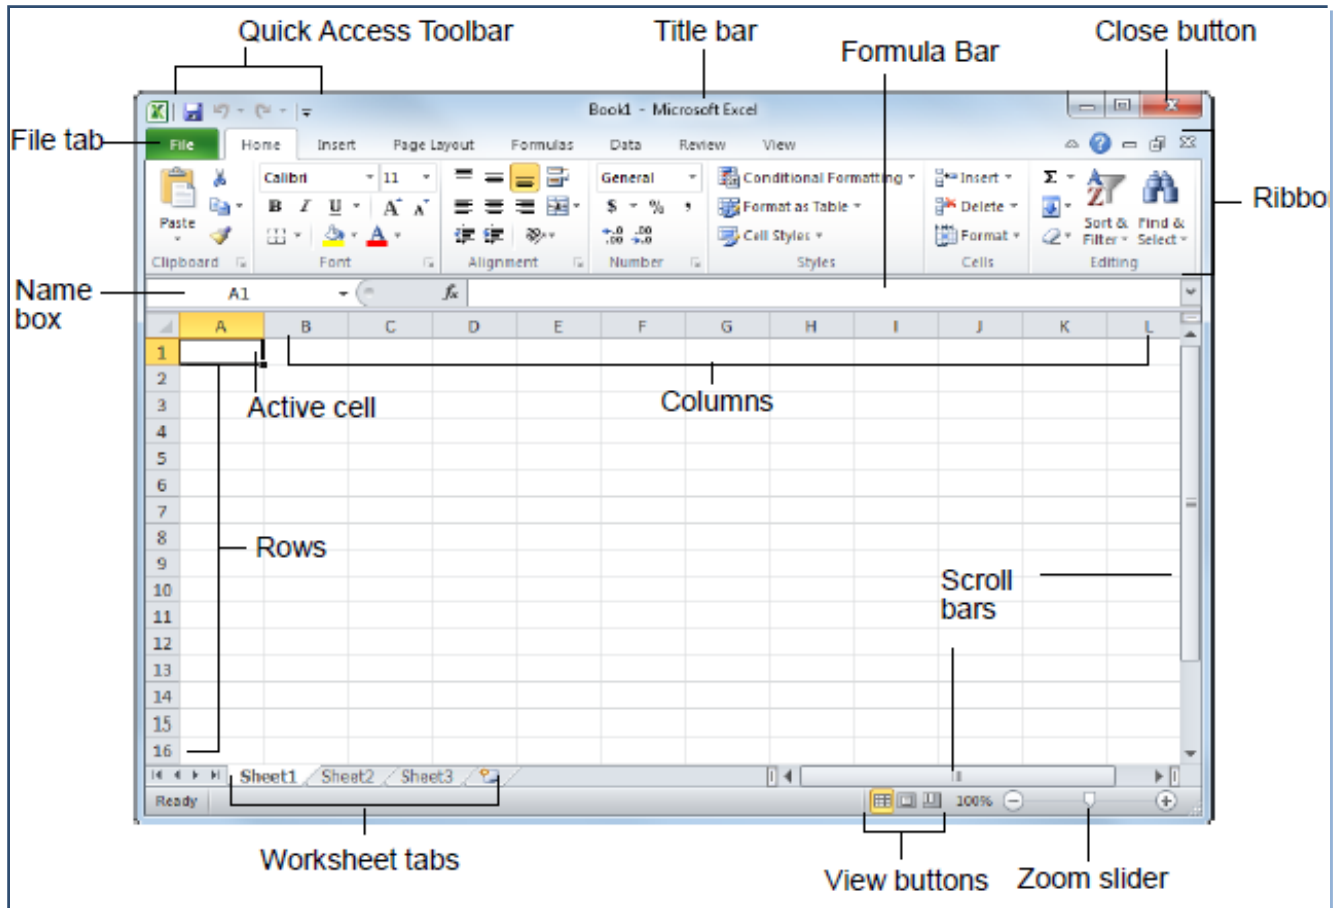 Quick Access Toolbar
Title bar
Close button
Formula Bar
Book1 - Microsoft Excel
File tab
File Home Insert Page Layout Formulas Data Review View
Calibri 11 General Conditional Formatting Insert Σ
Paste B I U A A $ % , Format as Table Delete Sort & Filter Find & Select
A Cell Styles Format
Ribbo
Clipboard Font Alignment Number Styles Cells Editing
Name box
A1 fx
A B C D E F G H I J K L
1
2
3
Active cell
Columns
4
5
6
7
8
Rows
9
10
Scroll bars
11
12
13
14
15
16
Sheet1 Sheet2 Sheet3
Ready 100%
Worksheet tabs
View buttons
Zoom slider